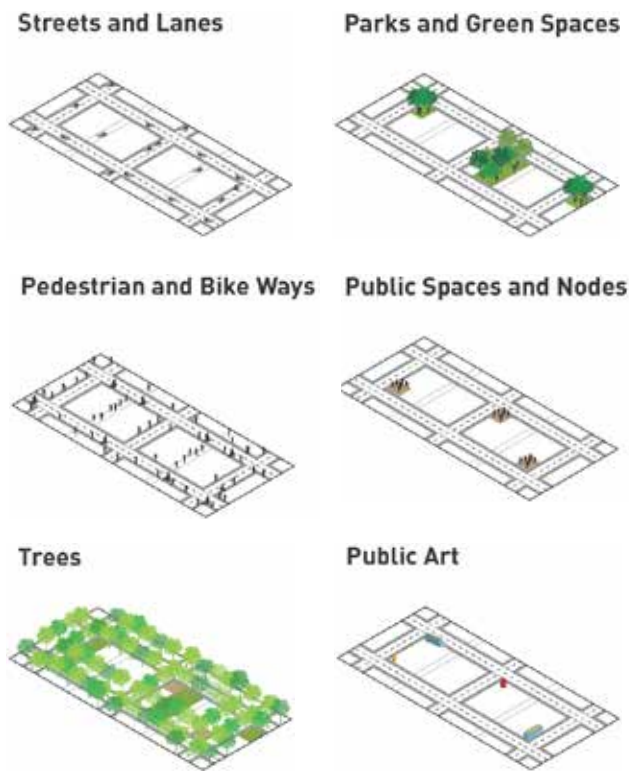 Streets and Lanes
Parks and Green Spaces
Pedestrian and Bike Ways
Public Spaces and Nodes
Trees
Public Art